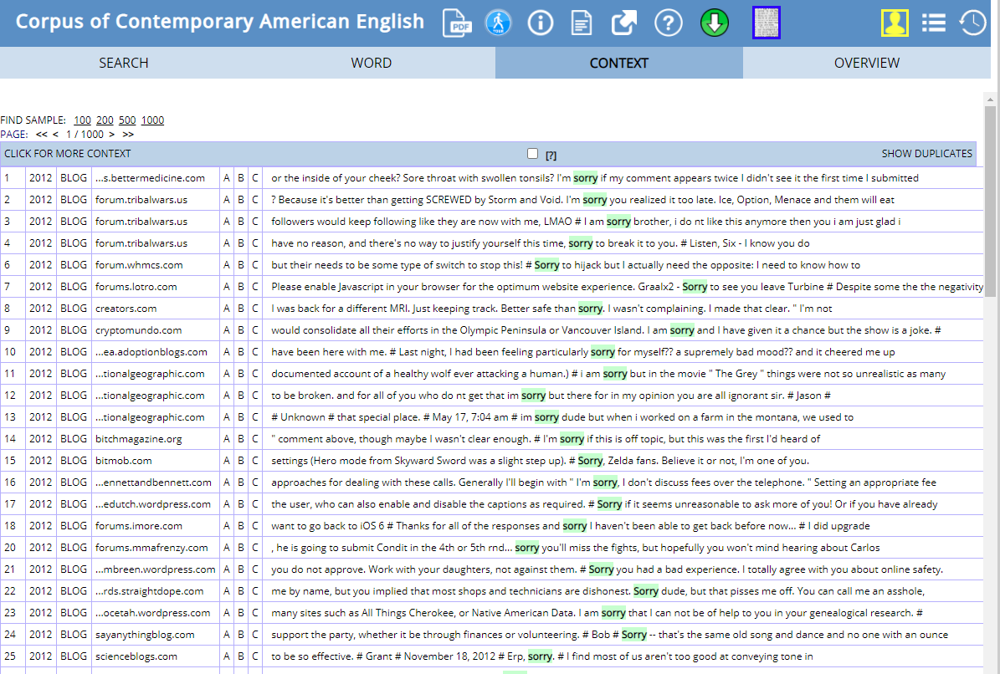 Corpus of Contemporary American English PDF TOUR
SEARCH WORD CONTEXT OVERVIEW
FIND SAMPLE: 100 200 500 1000
PAGE: << < 1 / 1000 > >>
CLICK FOR MORE CONTEXT [?] SHOW DUPLICATES
1 2012 BLOG ...s.bettermedicine.com A B C or the inside of your cheek? Sore throat with swollen tonsils? I'm sorry if my comment appears twice I didn't see it the first time I submitted
2 2012 BLOG forum.tribalwars.us A B C ? Because it's better than getting SCREWED by Storm and Void. I'm sorry you realized it too late. Ice, Option, Menace and them will eat
3 2012 BLOG forum.tribalwars.us A B C followers would keep following like they are now with me, LMAO # I am sorry brother, i do nt like this anymore then you i am just glad i
4 2012 BLOG forum.tribalwars.us A B C have no reason, and there's no way to justify yourself this time, sorry to break it to you. # Listen, Six - I know you do
6 2012 BLOG forum.whmcs.com A B C but their needs to be some type of switch to stop this! # Sorry to hijack but I actually need the opposite: I need to know how to
7 2012 BLOG forums.lotro.com A B C Please enable Javascript in your browser for the optimum website experience. Graalx2 - Sorry to see you leave Turbine # Despite some the the negativity
8 2012 BLOG creators.com A B C I was back for a different MRI. Just keeping track. Better safe than sorry. I wasn't complaining. I made that clear. " I'm not
9 2012 BLOG cryptomundo.com A B C would consolidate all their efforts in the Olympic Peninsula or Vancouver Island. I am sorry and I have given it a chance but the show is a joke. #
10 2012 BLOG ...ea.adoptionblogs.com A B C have been here with me. # Last night, I had been feeling particularly sorry for myself?? a supremely bad mood?? and it cheered me up
11 2012 BLOG ...tionalgeographic.com A B C documented account of a healthy wolf ever attacking a human.) # i am sorry but in the movie " The Grey " things were not so unrealistic as many
12 2012 BLOG ...tionalgeographic.com A B C to be broken. and for all of you who do nt get that im sorry but there for in my opinion you are all ignorant sir. # Jason #
13 2012 BLOG ...tionalgeographic.com A B C # Unknown # that special place. # May 17, 7:04 am # im sorry dude but when i worked on a farm in the montana, we used to
14 2012 BLOG bitchmagazine.org A B C " comment above, though maybe I wasn't clear enough. # I'm sorry if this is off topic, but this was the first I'd heard of
15 2012 BLOG bitmob.com A B C settings (Hero mode from Skyward Sword was a slight step up). # Sorry, Zelda fans. Believe it or not, I'm one of you.
16 2012 BLOG ...ennettandbennett.com A B C approaches for dealing with these calls. Generally I'll begin with " I'm sorry, I don't discuss fees over the telephone. " Setting an appropriate fee
17 2012 BLOG ...edutch.wordpress.com A B C the user, who can also enable and disable the captions as required. # Sorry if it seems unreasonable to ask more of you! Or if you have already
18 2012 BLOG forums.imore.com A B C want to go back to iOS 6 # Thanks for all of the responses and sorry I haven't been able to get back before now... # I did upgrade
20 2012 BLOG forums.mmafrenzy.com A B C , he is going to submit Condit in the 4th or 5th rnd... sorry you'll miss the fights, but hopefully you won't mind hearing about Carlos
21 2012 BLOG ...mbreen.wordpress.com A B C you do not approve. Work with your daughters, not against them. # Sorry you had a bad experience. I totally agree with you about online safety.
22 2012 BLOG ...rds.straightdope.com A B C me by name, but you implied that most shops and technicians are dishonest. Sorry dude, but that pisses me off. You can call me an asshole,
23 2012 BLOG ...ocetah.wordpress.com A B C many sites such as All Things Cherokee, or Native American Data. I am sorry that I can not be of help to you in your genealogical research. #
24 2012 BLOG sayanythingblog.com A B C support the party, whether it be through finances or volunteering. # Bob # Sorry -- that's the same old song and dance and no one with an ounce
25 2012 BLOG scienceblogs.com A B C to be so effective. # Grant # November 18, 2012 # Erp, sorry. # I find most of us aren't too good at conveying tone in